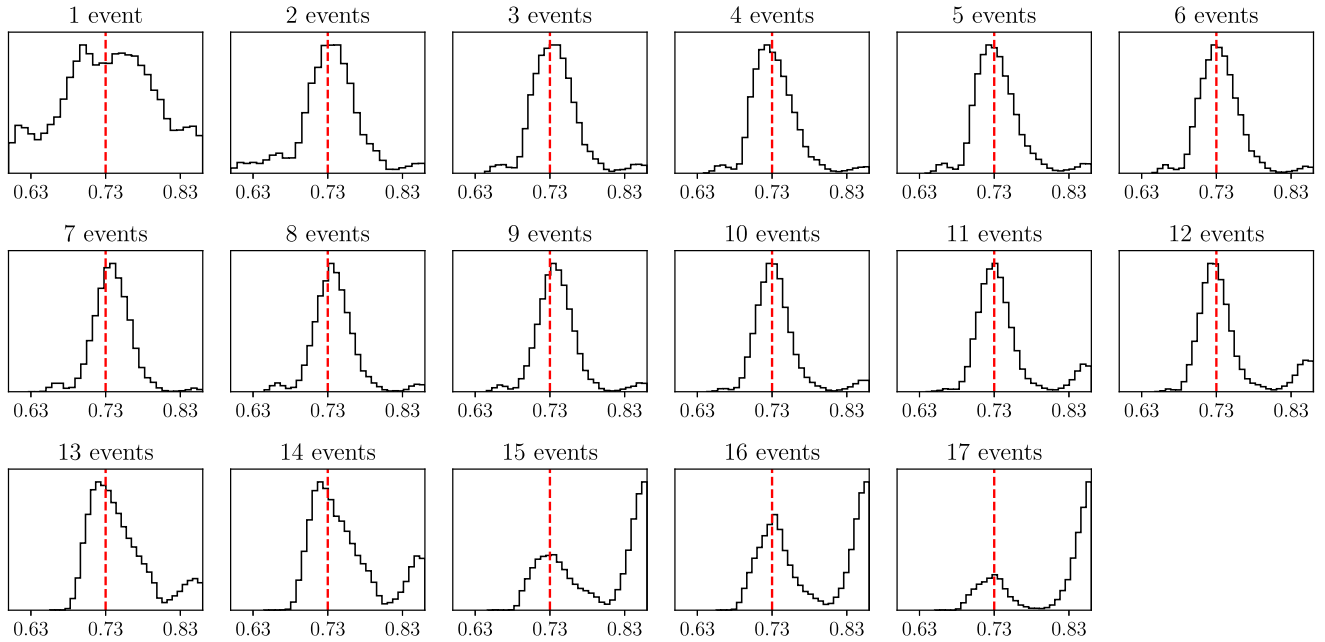 1 event 2 events 3 events 4 events 5 events 6 events
0.63 0.73 0.83 0.63 0.73 0.83 0.63 0.73 0.83 0.63 0.73 0.83 0.63 0.73 0.83 0.63 0.73 0.83
7 events 8 events 9 events 10 events 11 events 12 events
0.63 0.73 0.83 0.63 0.73 0.83 0.63 0.73 0.83 0.63 0.73 0.83 0.63 0.73 0.83 0.63 0.73 0.83
13 events 14 events 15 events 16 events 17 events
0.63 0.73 0.83 0.63 0.73 0.83 0.63 0.73 0.83 0.63 0.73 0.83 0.63 0.73 0.83